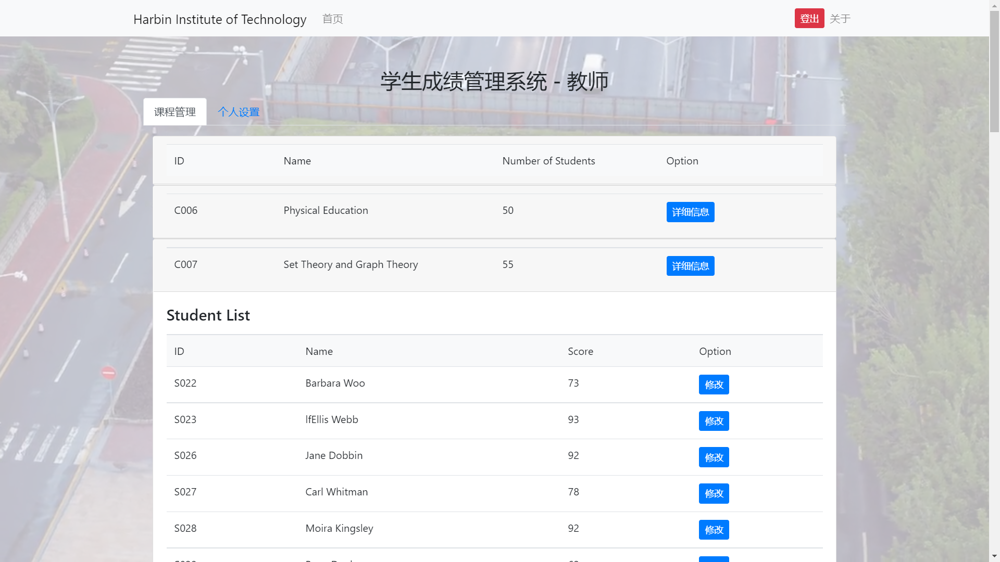 Harbin Institute of Technology 首页 登出 关于
学生成绩管理系统 - 教师
课程管理 个人设置
ID Name Number of Students Option
C006 Physical Education 50 详细信息
C007 Set Theory and Graph Theory 55 详细信息
Student List
ID Name Score Option
S022 Barbara Woo 73 修改
S023 lfEllis Webb 93 修改
S026 Jane Dobbin 92 修改
S027 Carl Whitman 78 修改
S028 Moira Kingsley 92 修改